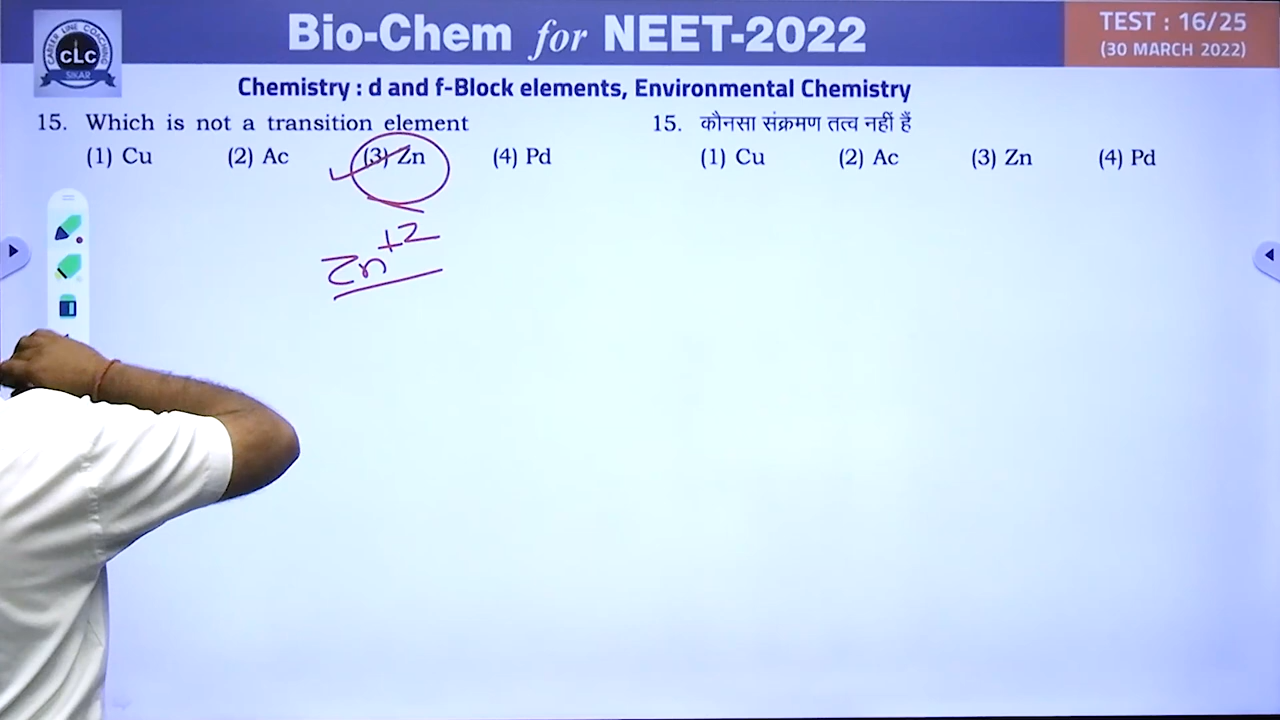 CAREER LINE COACHING
CLC
SIKAR
Bio-Chem for NEET-2022
TEST : 16/25
(30 MARCH 2022)
Chemistry : d and f-Block elements, Environmental Chemistry
15. Which is not a transition element
(1) Cu (2) Ac (3) Zn (4) Pd
Zn+2
15. कौनसा संक्रमण तत्व नहीं हैं
(1) Cu (2) Ac (3) Zn (4) Pd